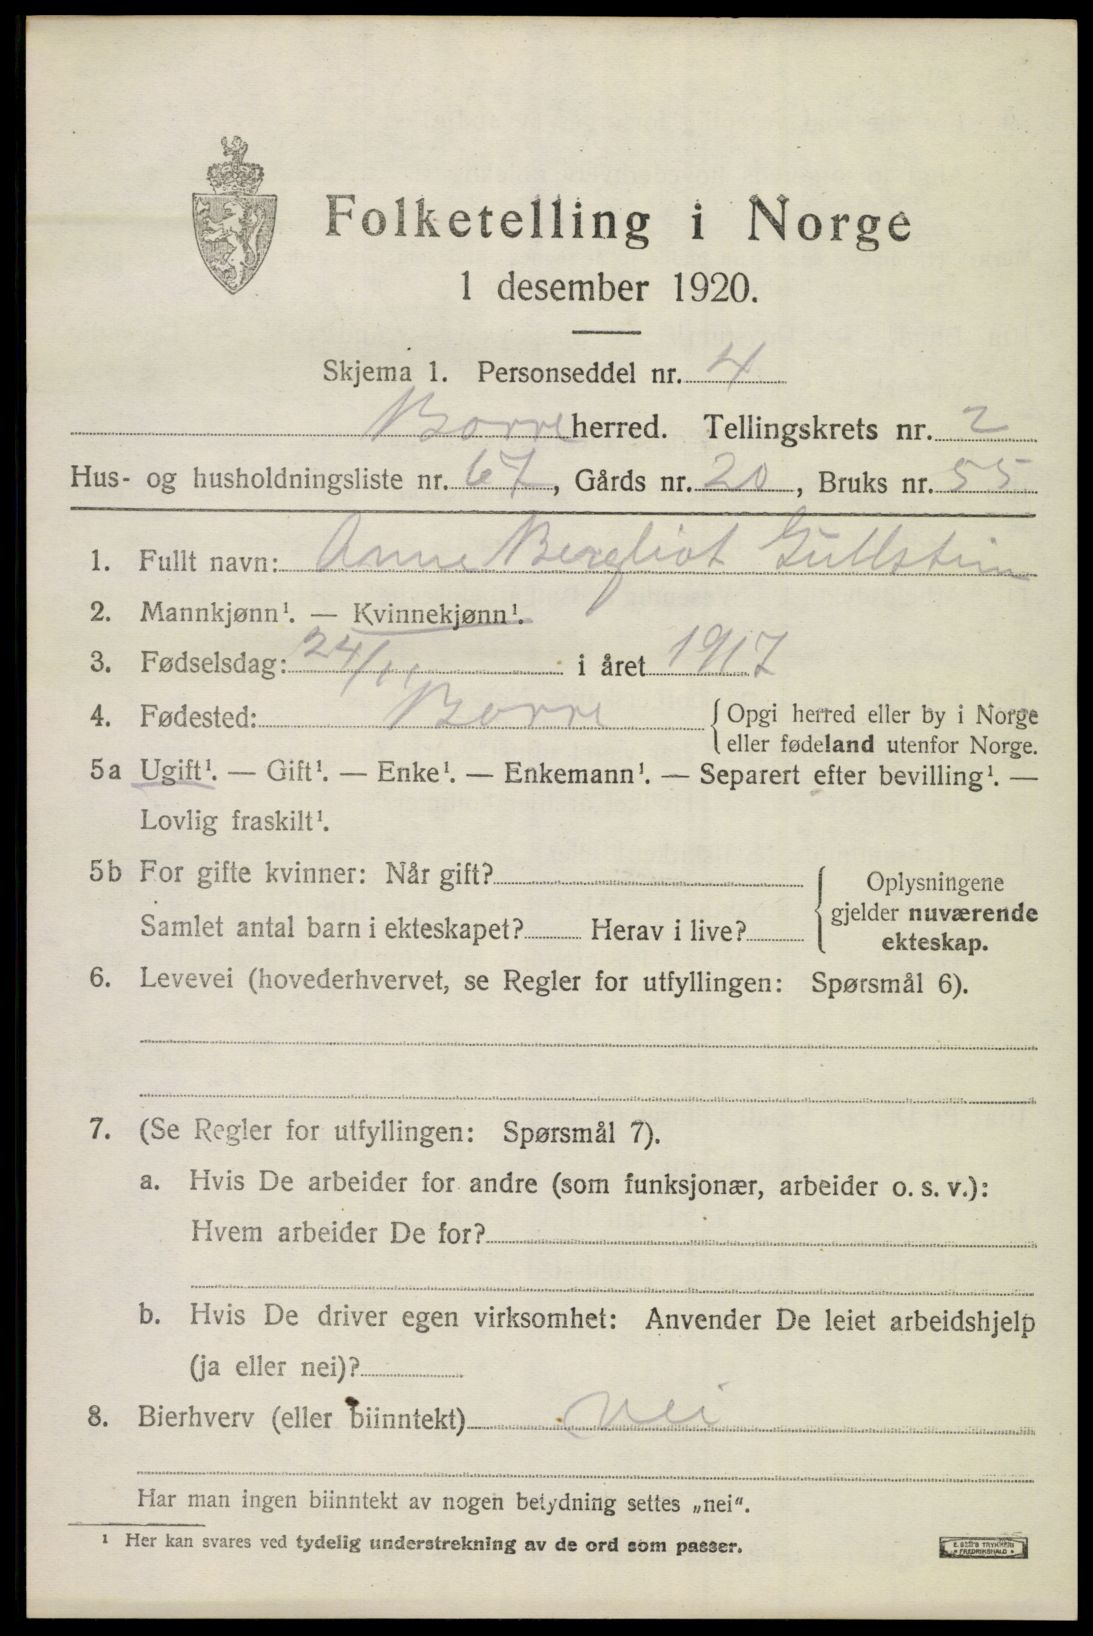 Folketelling i Norge
1 desember 1920.
Skjema 1. Personseddel nr. 4
Borre herred. Tellingskrets nr. 2
Hus- og husholdningsliste nr. 67, Gårds nr. 20, Bruks nr. 55
1. Fullt navn: Anne Bergliot Gullstein
2. Mannkjønn¹. — Kvinnekjønn¹.
3. Fødselsdag: 24/11 i året 1917
4. Fødested: Borre {Opgi herred eller by i Norge
eller fødeland utenfor Norge.
5a Ugift¹. — Gift¹. — Enke¹. — Enkemann¹. — Separert efter bevilling¹. —
Lovlig fraskilt¹.
5b For gifte kvinner: Når gift?
Samlet antal barn i ekteskapet? Herav i live?
{Oplysningene
gjelder nuværende
ekteskap.
6. Levevei (hovederhvervet, se Regler for utfyllingen: Spørsmål 6).
7. (Se Regler for utfyllingen: Spørsmål 7).
a. Hvis De arbeider for andre (som funksjonær, arbeider o. s. v.):
Hvem arbeider De for?
b. Hvis De driver egen virksomhet: Anvender De leiet arbeidshjelp
(ja eller nei)?
8. Bierhverv (eller biinntekt) Nei
Har man ingen biinntekt av nogen betydning settes „nei“.
¹ Her kan svares ved tydelig understrekning av de ord som passer.
TRYKKERI
FREDRIKSHALD